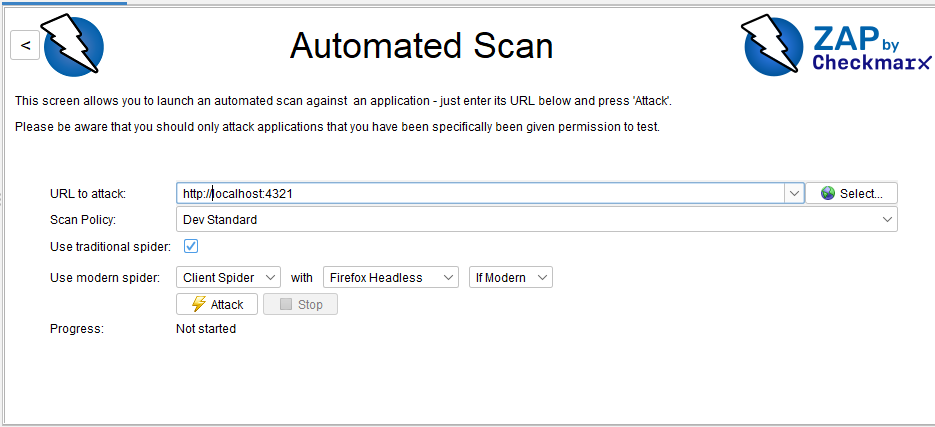 <
Automated Scan
ZAP by
Checkmarx
This screen allows you to launch an automated scan against an application - just enter its URL below and press 'Attack'.
Please be aware that you should only attack applications that you have been specifically been given permission to test.
URL to attack: http://localhost:4321 Select...
Scan Policy: Dev Standard
Use traditional spider:
Use modern spider: Client Spider with Firefox Headless If Modern
Attack Stop
Progress: Not started